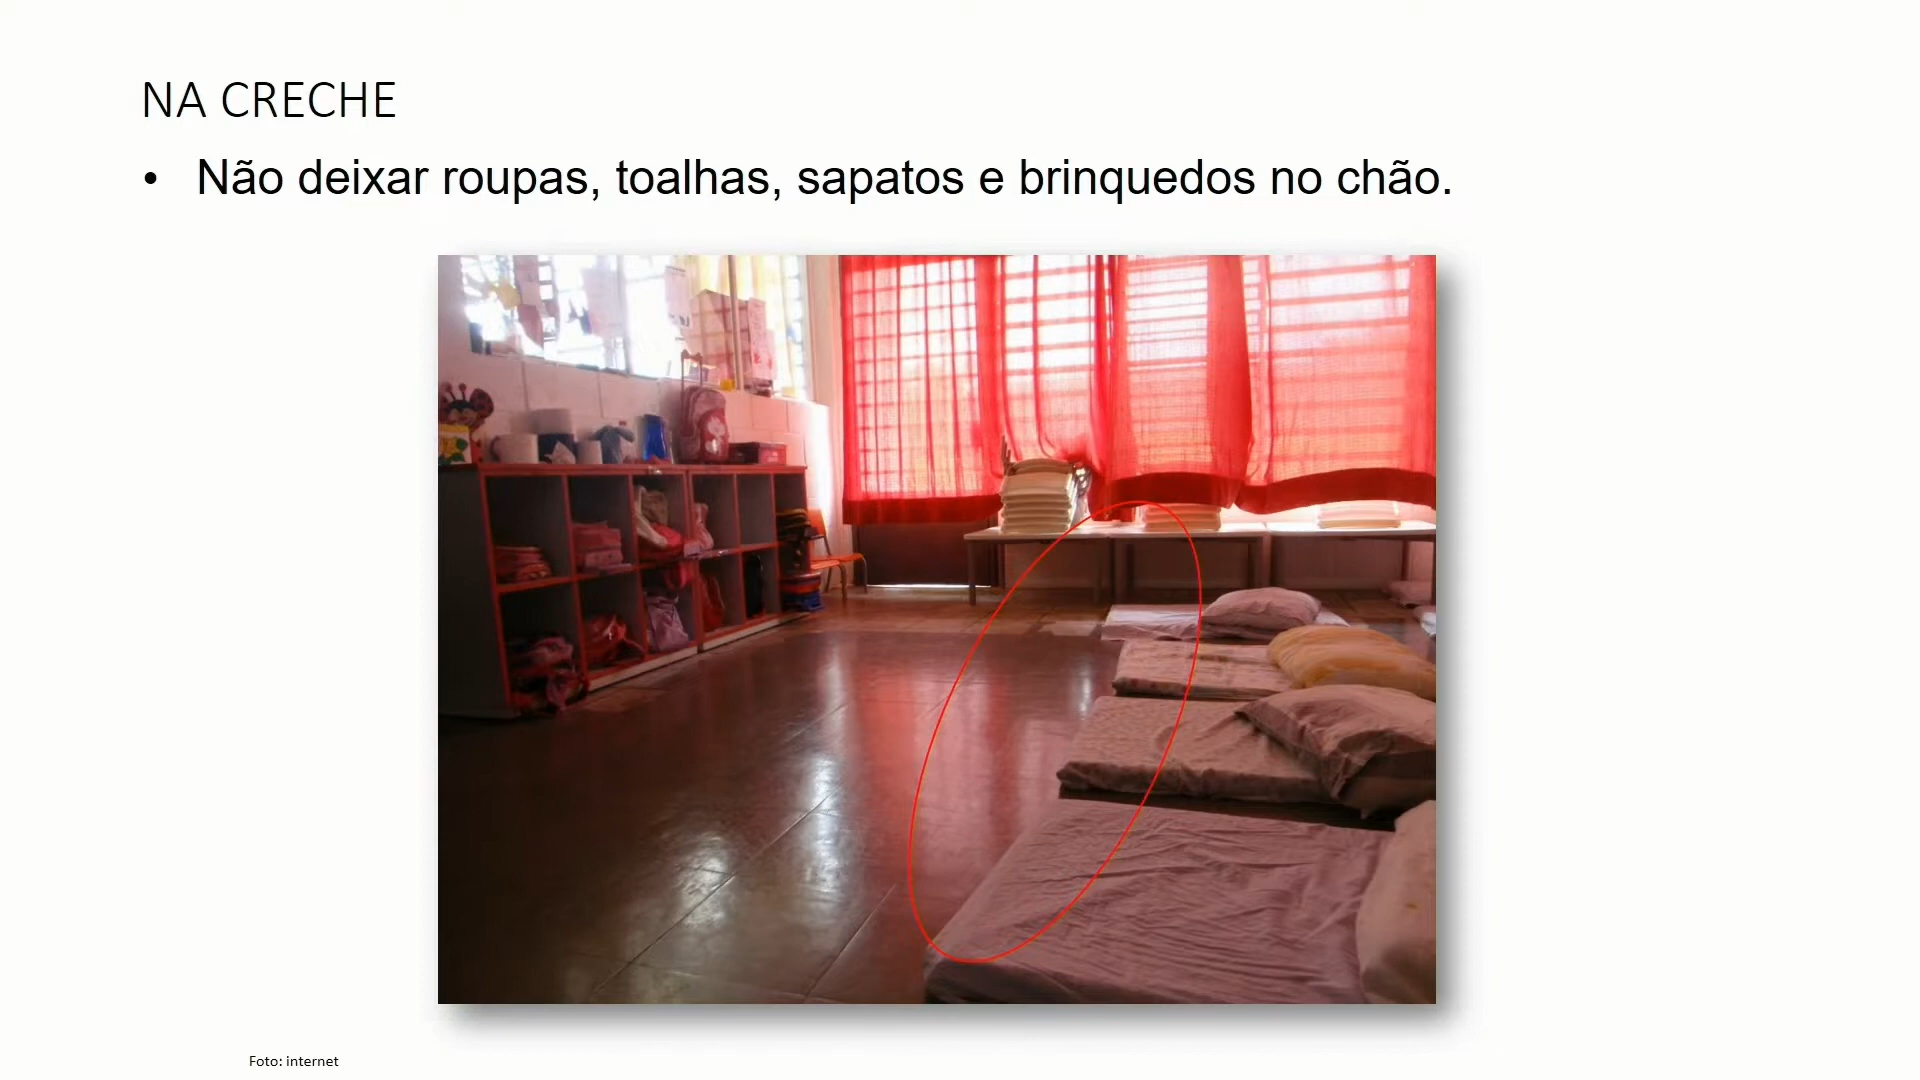 NA CRECHE
• Não deixar roupas, toalhas, sapatos e brinquedos no chão.
Foto: internet